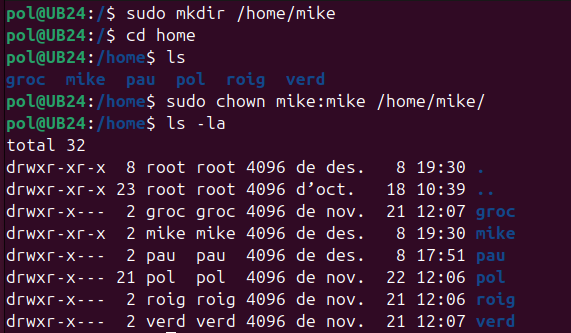 pol@UB24:/$ sudo mkdir /home/mike
pol@UB24:/$ cd home
pol@UB24:/home$ ls
groc  mike  pau  pol  roig  verd
pol@UB24:/home$ sudo chown mike:mike /home/mike/
pol@UB24:/home$ ls -la
total 32
drwxr-xr-x  8 root root 4096 de des.   8 19:30 .
drwxr-xr-x 23 root root 4096 d’oct.   18 10:39 ..
drwxr-x---  2 groc groc 4096 de nov.  21 12:07 groc
drwxr-xr-x  2 mike mike 4096 de des.   8 19:30 mike
drwxr-x---  2 pau  pau  4096 de des.   8 17:51 pau
drwxr-x--- 21 pol  pol  4096 de nov.  22 12:06 pol
drwxr-x---  2 roig roig 4096 de nov.  21 12:06 roig
drwxr-x---  2 verd verd 4096 de nov.  21 12:07 verd